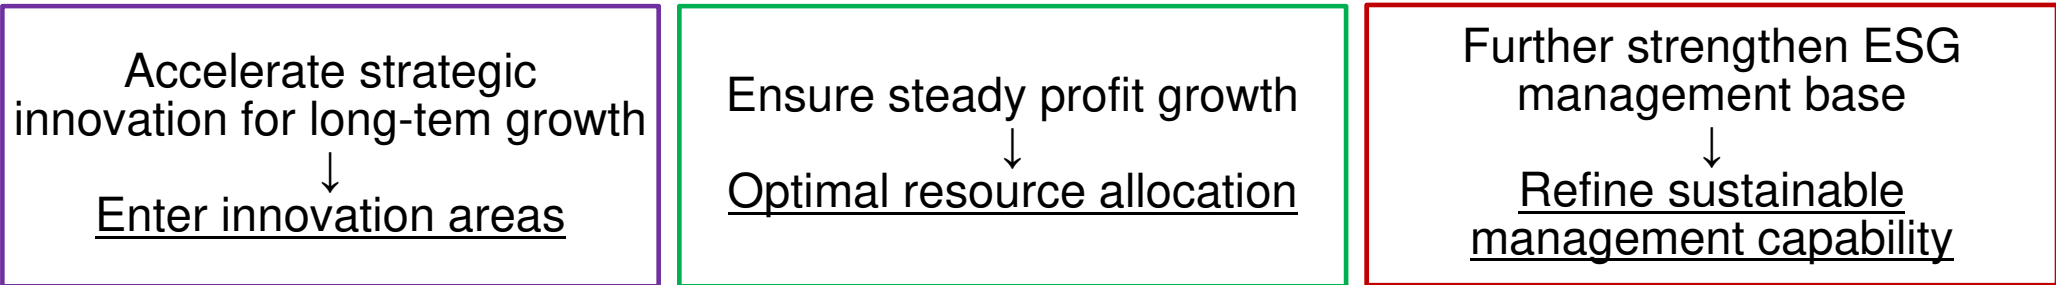 Accelerate strategic
innovation for long-tem growth
↓
Enter innovation areas
Ensure steady profit growth
↓
Optimal resource allocation
Further strengthen ESG
management base
↓
Refine sustainable
management capability